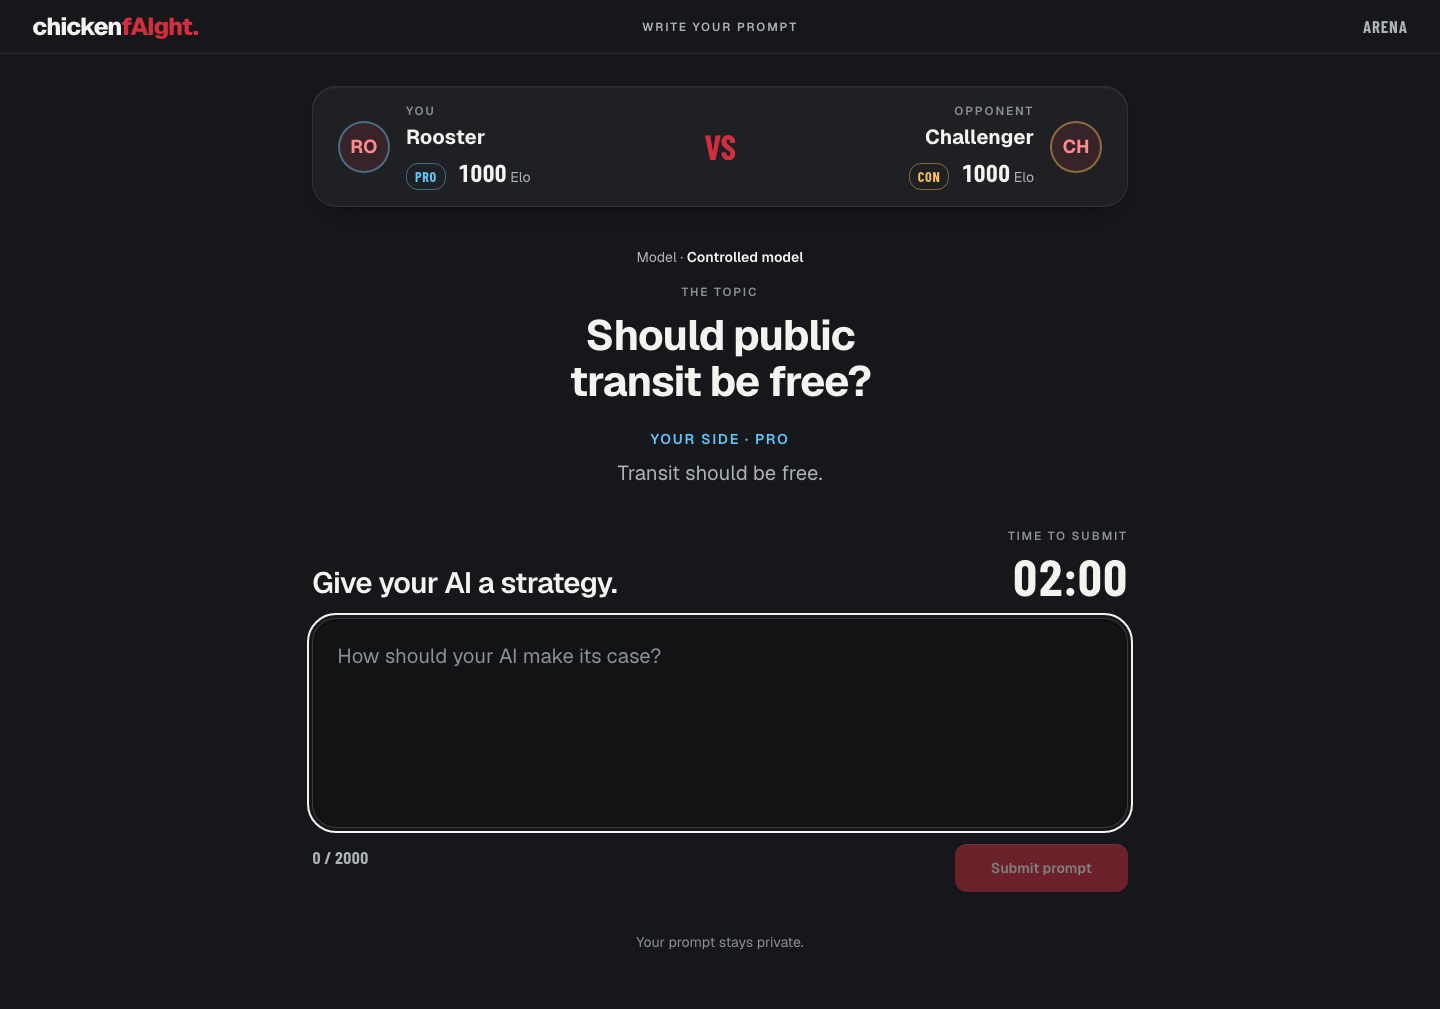 chickenfAIght.
WRITE YOUR PROMPT
ARENA
RO
YOU
Rooster
PRO 1000 Elo
VS
OPPONENT
Challenger
CON 1000 Elo
CH
Model · Controlled model
THE TOPIC
Should public
transit be free?
YOUR SIDE · PRO
Transit should be free.
TIME TO SUBMIT
02:00
Give your AI a strategy.
How should your AI make its case?
0 / 2000
Submit prompt
Your prompt stays private.